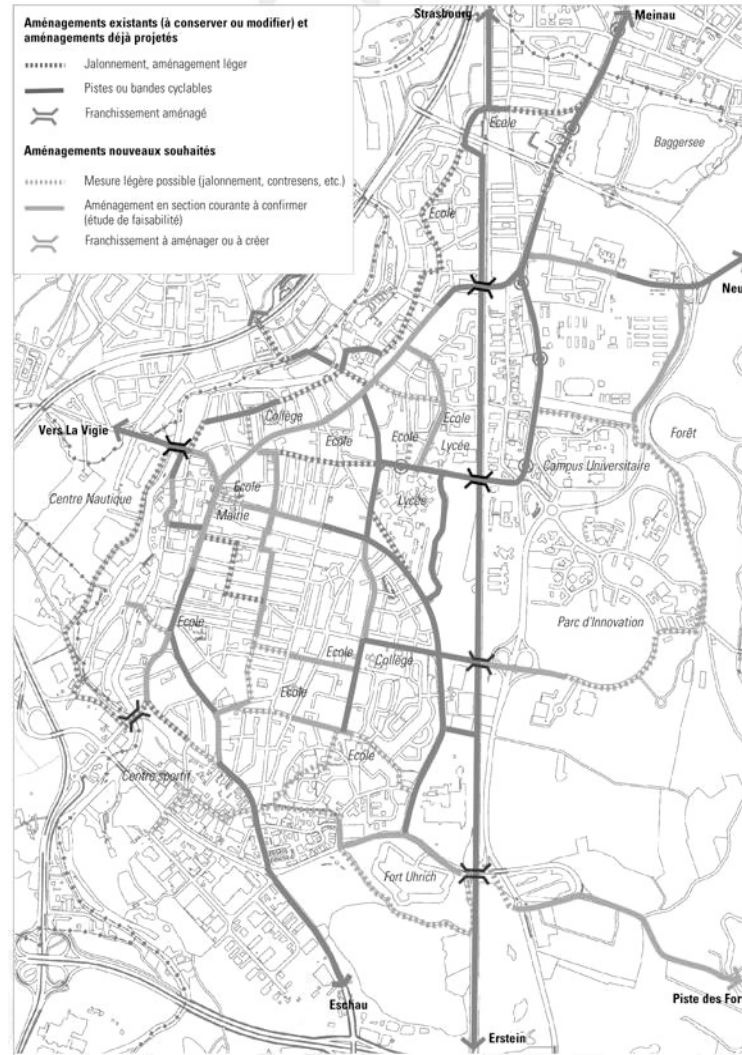 Aménagements existants (à conserver ou modifier) et
aménagements déjà projetés
Jalonnement, aménagement léger
Pistes ou bandes cyclables
Franchissement aménagé
Aménagements nouveaux souhaités
Mesure légère possible (jalonnement, contresens, etc.)
Aménagement en section courante à confirmer
(étude de faisabilité)
Franchissement à aménager ou à créer
Strasbourg
Meinau
Ecole
Baggersee
Ecole
Neu
Collège
Ecole
Vers La Vigie
Ecole
Ecole
Lycée
Forêt
Campus Universitaire
Centre Nautique
Ecole
Mairie
Lycée
Ecole
Parc d'Innovation
Ecole
Collège
Ecole
Ecole
Centre sportif
Fort Uhrich
Eschau
Piste des For
Erstein